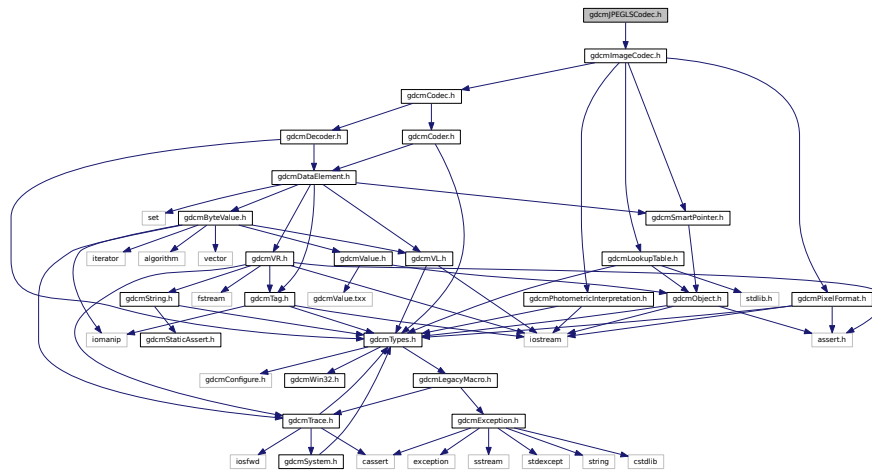 gdcmJPEGLSCodec.h
gdcmImageCodec.h
gdcmCodec.h
gdcmDecoder.h
gdcmCoder.h
gdcmDataElement.h
set
gdcmByteValue.h
gdcmSmartPointer.h
iterator
algorithm
vector
gdcmVR.h
gdcmValue.h
gdcmVL.h
gdcmLookupTable.h
gdcmString.h
fstream
gdcmTag.h
gdcmValue.txx
gdcmPhotometricInterpretation.h
gdcmObject.h
stdlib.h
gdcmPixelFormat.h
iomanip
gdcmStaticAssert.h
gdcmTypes.h
iostream
assert.h
gdcmConfigure.h
gdcmWin32.h
gdcmLegacyMacro.h
gdcmTrace.h
gdcmException.h
iosfwd
gdcmSystem.h
cassert
exception
sstream
stdexcept
string
cstdlib